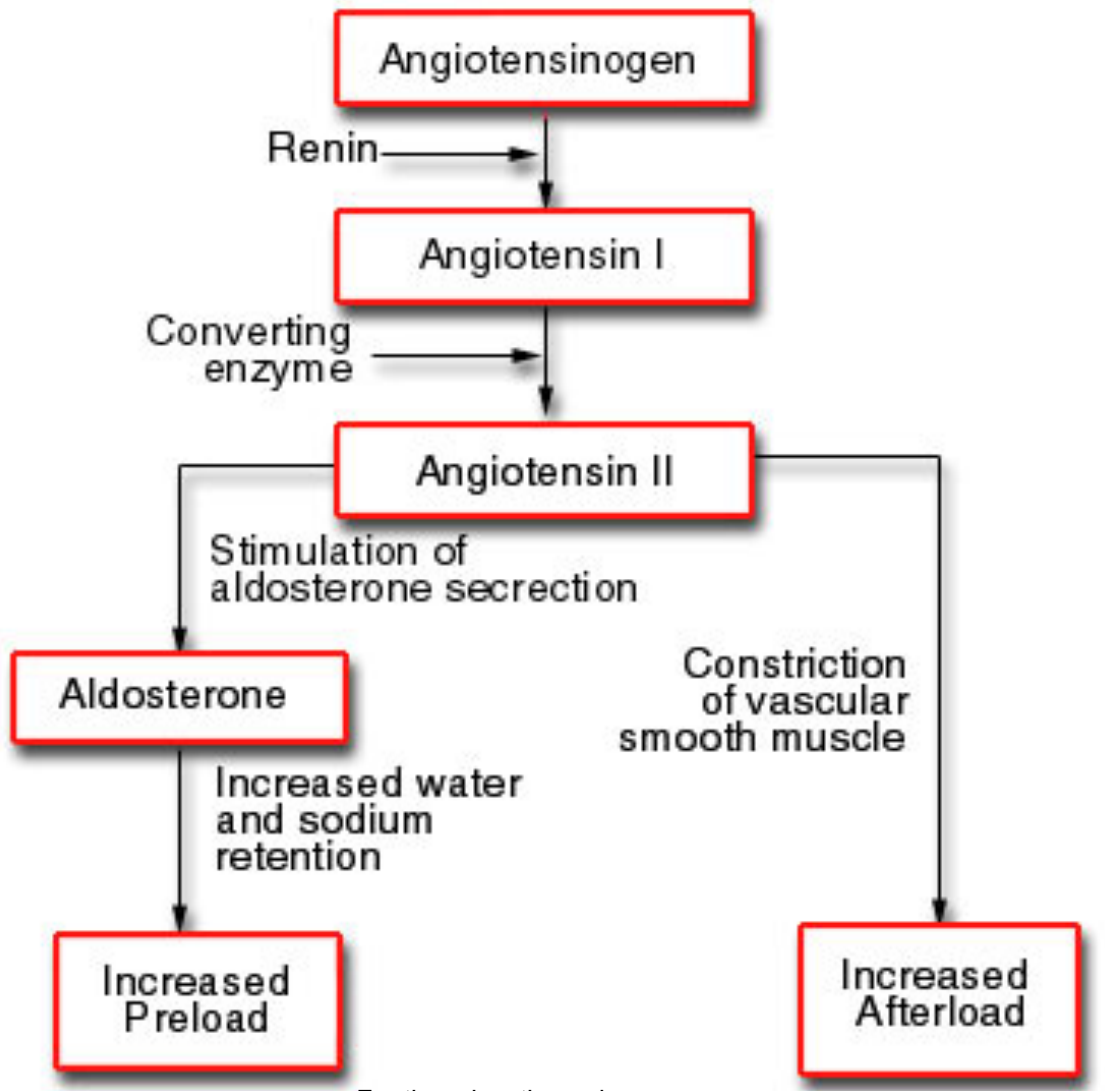 Angiotensinogen
Renin
Angiotensin I
Converting
enzyme
Angiotensin II
Stimulation of
aldosterone secrection
Aldosterone
Constriction
of vascular
smooth muscle
Increased water
and sodium
retention
Increased
Preload
Increased
Afterload